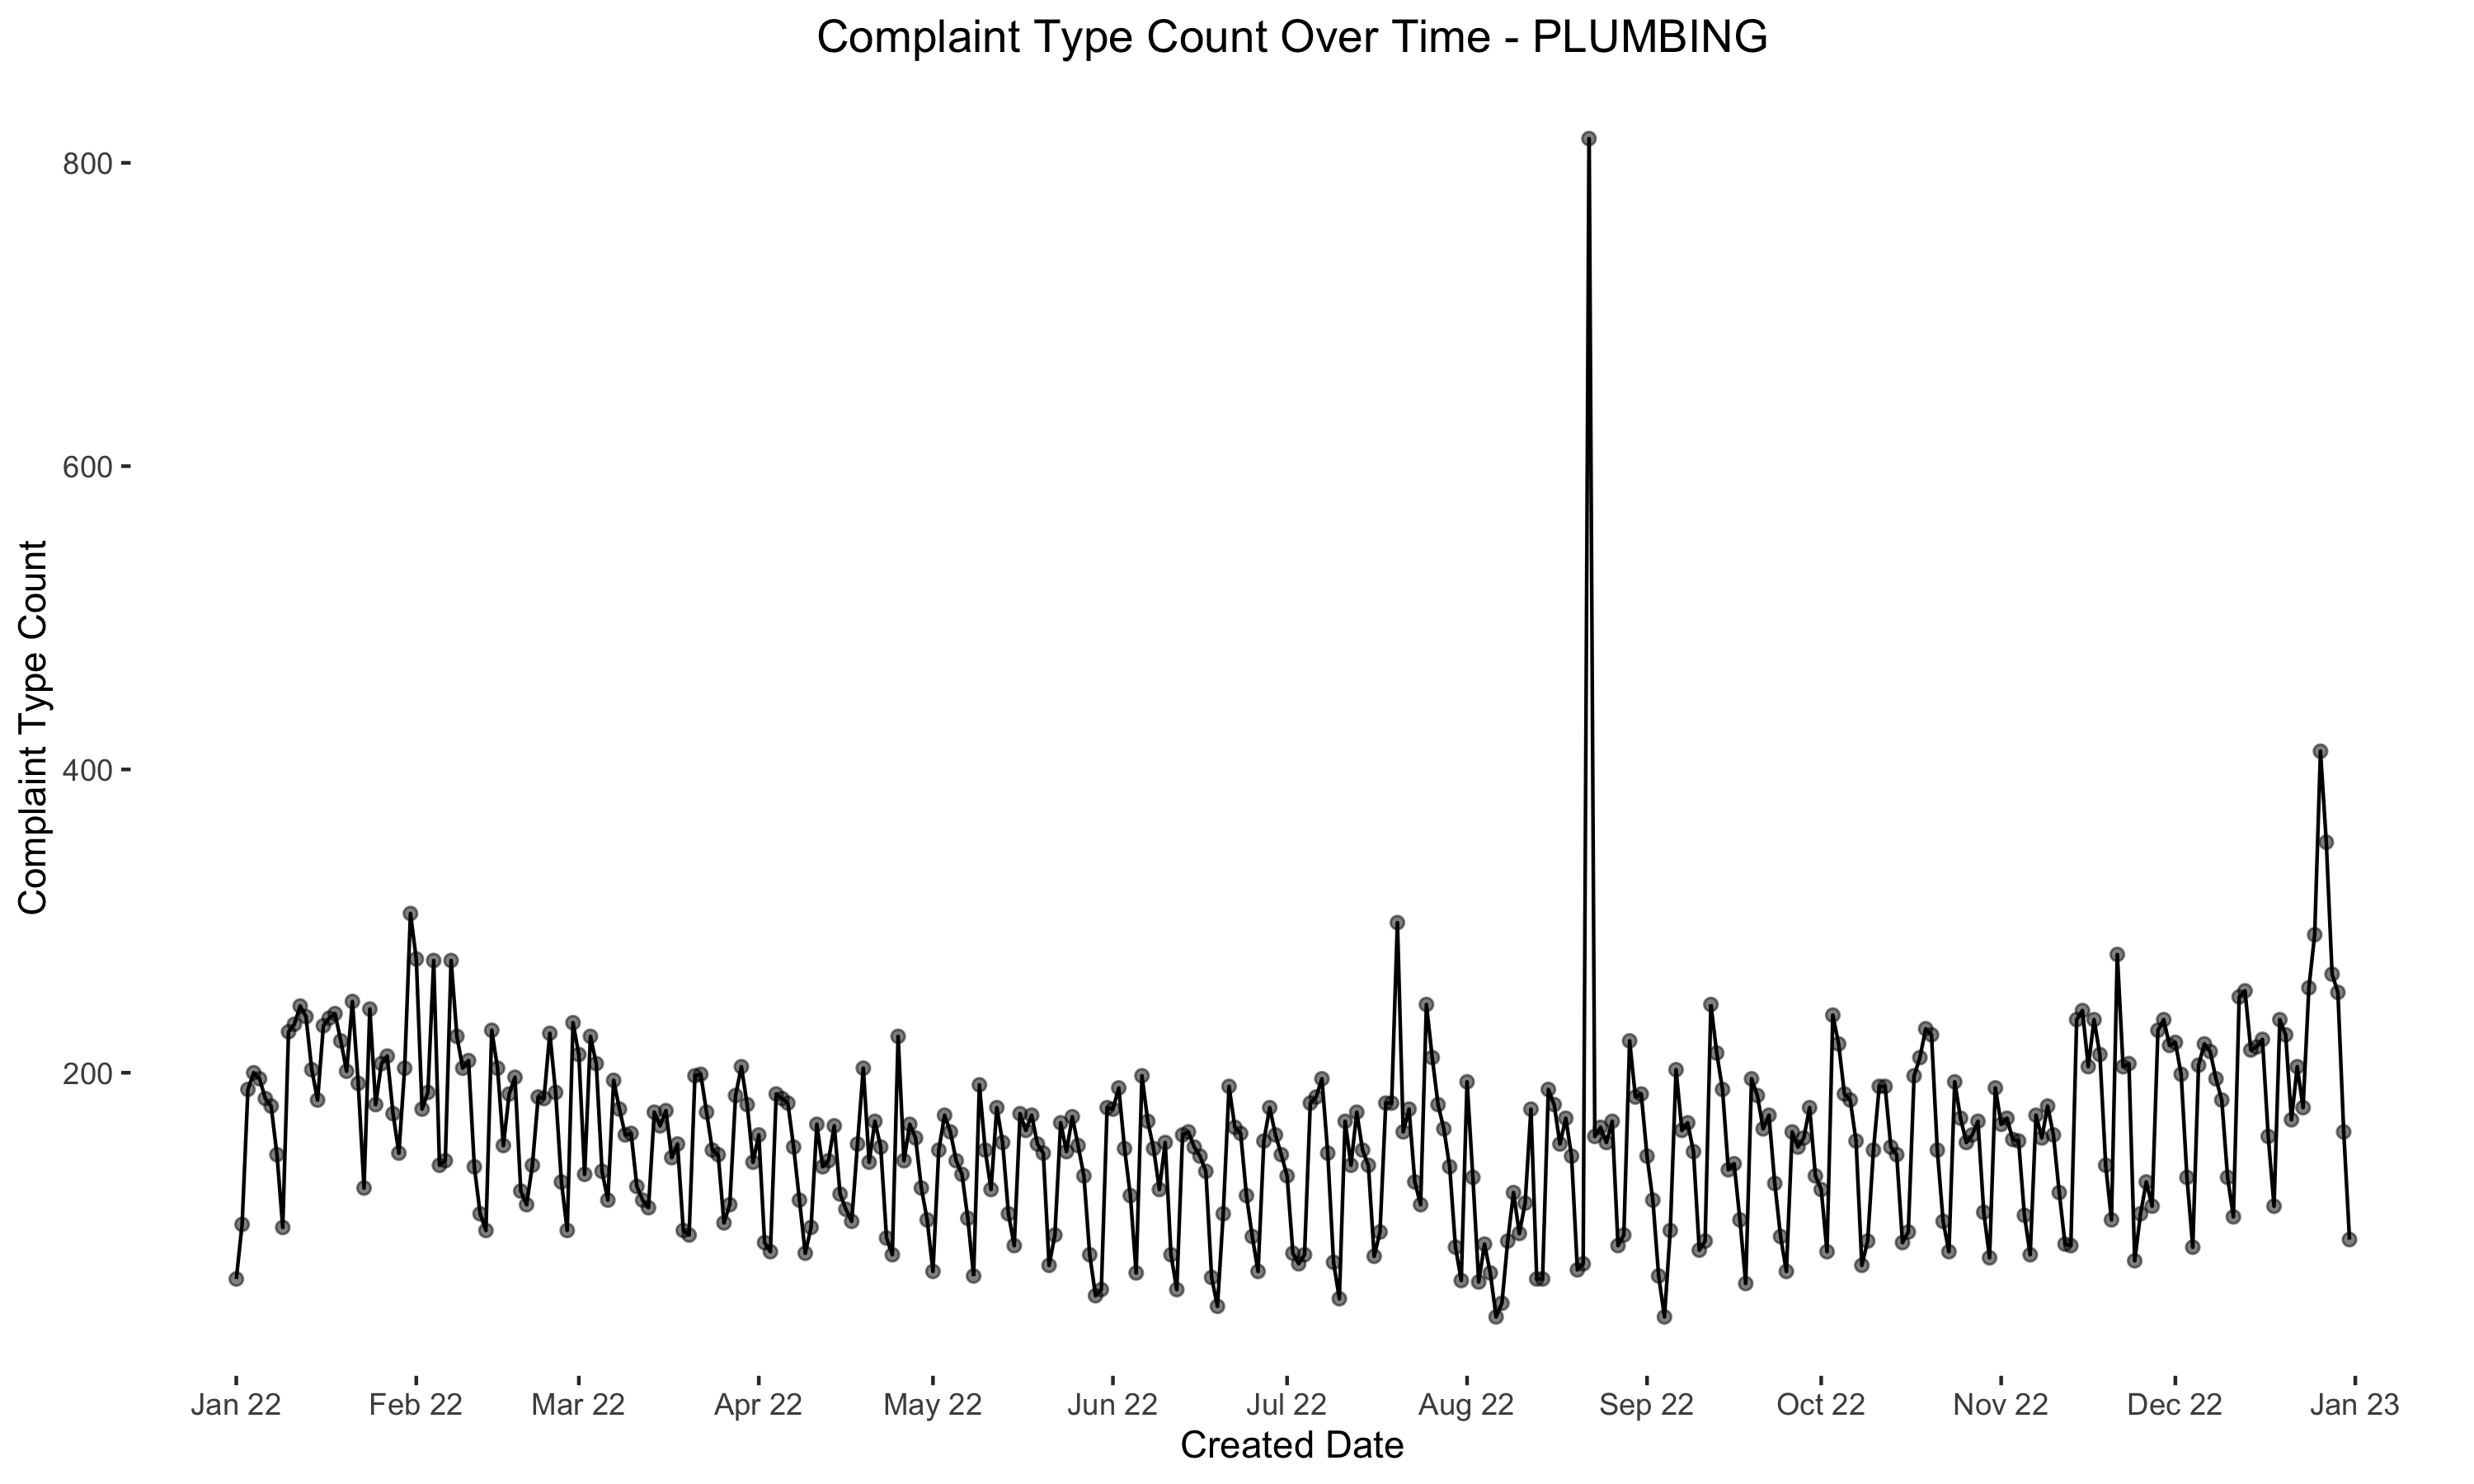 Complaint Type Count Over Time - PLUMBING
Complaint Type Count
800
600
400
200
Jan 22 Feb 22 Mar 22 Apr 22 May 22 Jun 22 Jul 22 Aug 22 Sep 22 Oct 22 Nov 22 Dec 22 Jan 23
Created Date